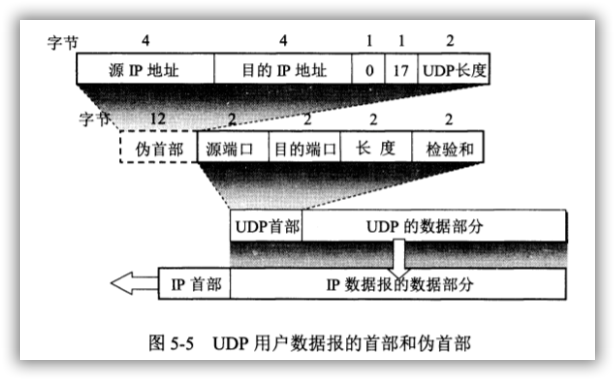 字节 4 4 1 1 2
源 IP 地址 目的 IP 地址 0 17 UDP长度
字节 12 2 2 2 2
伪首部 源端口 目的端口 长 度 检验和
UDP首部 UDP 的数据部分
IP 首部 IP 数据报的数据部分
图 5-5 UDP 用户数据报的首部和伪首部